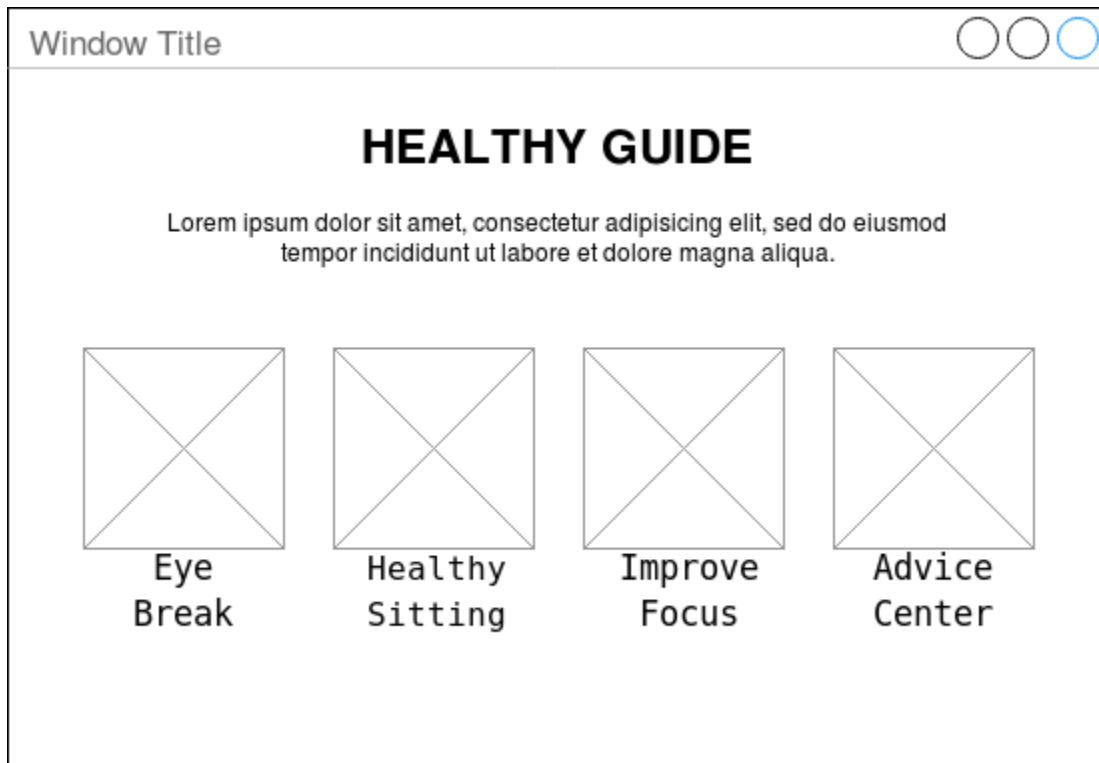 Window Title
HEALTHY GUIDE
Lorem ipsum dolor sit amet, consectetur adipisicing elit, sed do eiusmod
tempor incididunt ut labore et dolore magna aliqua.
Eye
Break
Healthy
Sitting
Improve
Focus
Advice
Center